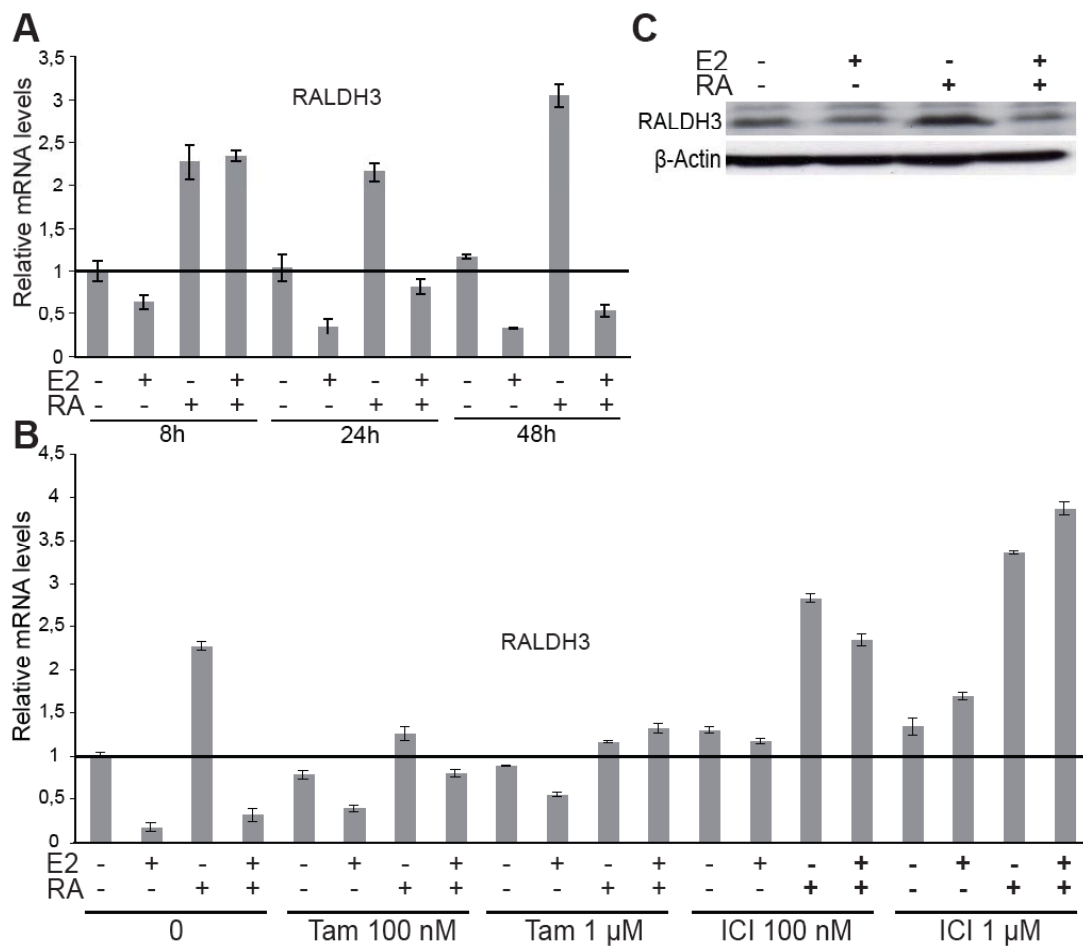 A
Relative mRNA levels
3,5
3
2,5
2
1,5
1
0,5
0
RALDH3
E2 - + - + - + - + - + - +
RA - - + + - - + + - - + +
8h 24h 48h
C
E2 - + - +
RA - - + +
RALDH3
β-Actin
B
Relative mRNA levels
4,5
4
3,5
3
2,5
2
1,5
1
0,5
0
RALDH3
E2 - + - + - + - + - + - + - + - + - + - +
RA - - + + - - + + - - + + - - + + - - + +
0 Tam 100 nM Tam 1 µM ICI 100 nM ICI 1 µM